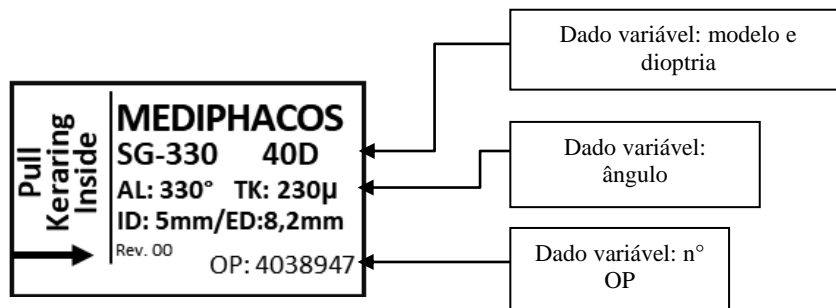 Pull
Keraring
Inside
MEDIPHACOS
SG-330 40D
AL: 330° TK: 230µ
ID: 5mm/ED:8,2mm
Rev. 00
OP: 4038947
Dado variável: modelo e
dioptria
Dado variável:
ângulo
Dado variável: n°
OP